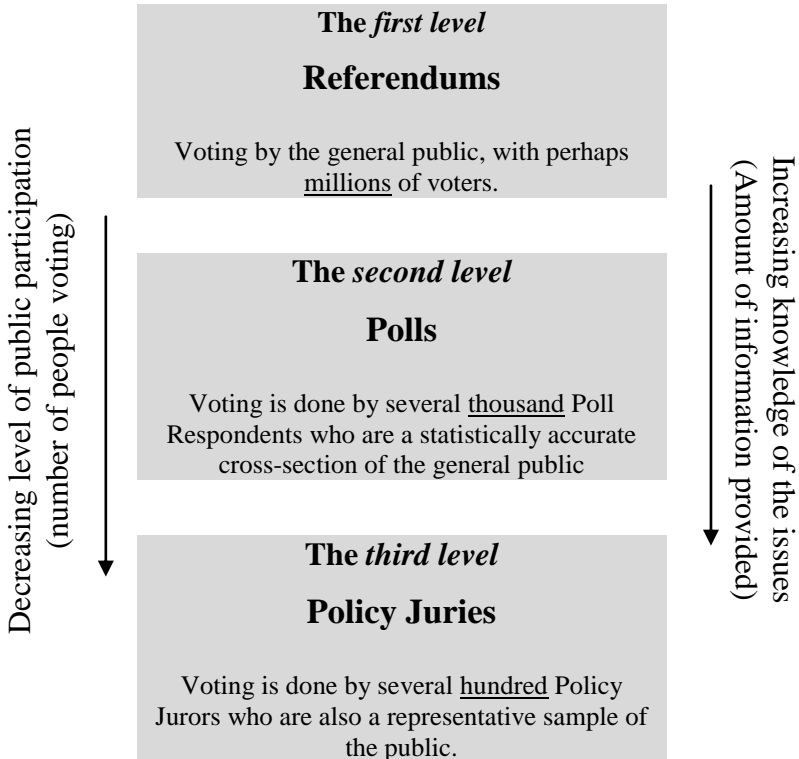 The first level
Referendums
Voting by the general public, with perhaps
millions of voters.
Decreasing level of public participation
(number of people voting)
Increasing knowledge of the issues
(Amount of information provided)
The second level
Polls
Voting is done by several thousand Poll
Respondents who are a statistically accurate
cross-section of the general public
The third level
Policy Juries
Voting is done by several hundred Policy
Jurors who are also a representative sample of
the public.